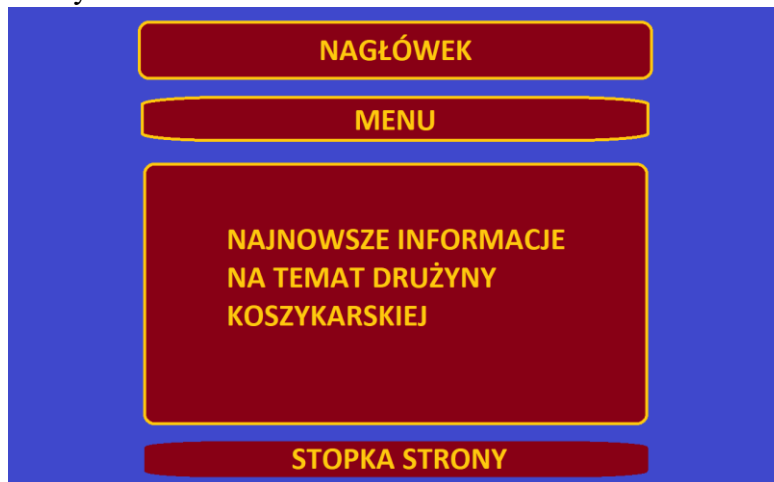 NAGŁÓWEK
MENU
NAJNOWSZE INFORMACJE
NA TEMAT DRUŻYNY
KOSZYKARSKIEJ
STOPKA STRONY